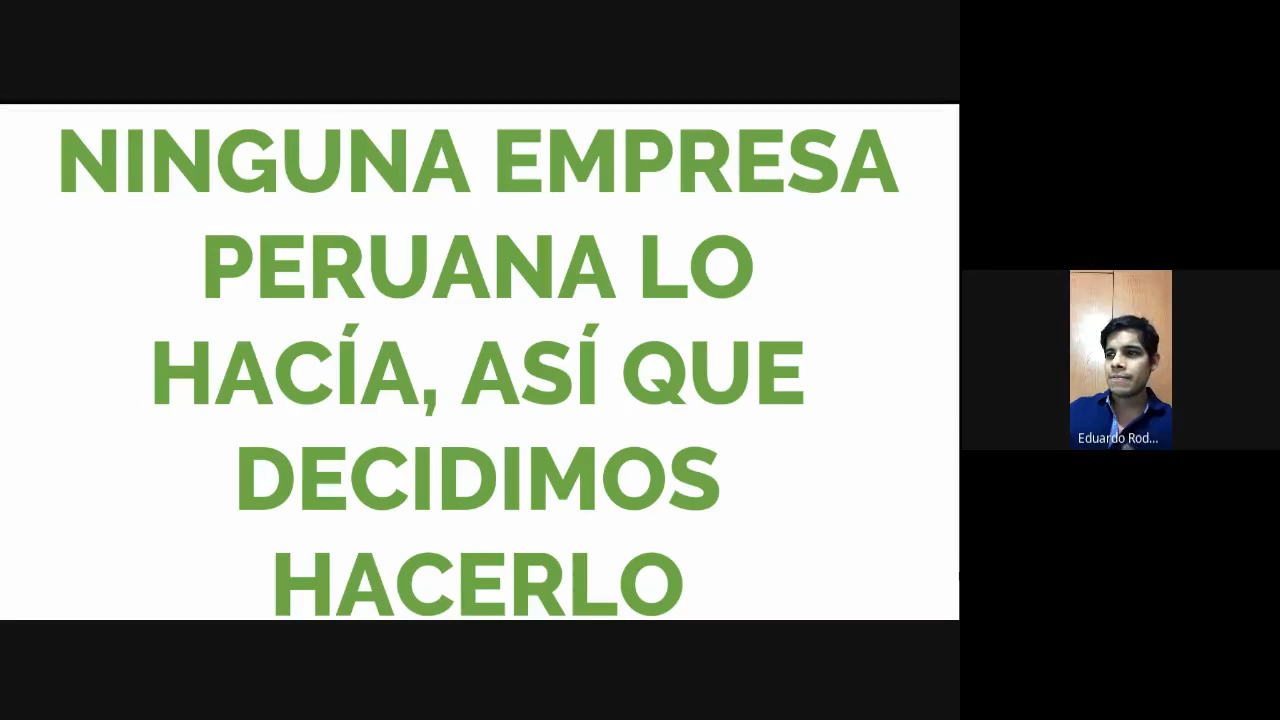 NINGUNA EMPRESA
PERUANA LO
HACÍA, ASÍ QUE
DECIDIMOS
HACERLO
Eduardo Rod...